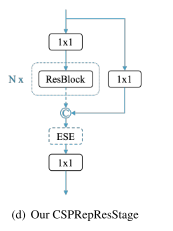 1x1
N x
ResBlock
1x1
C
ESE
1x1
(d) Our CSPRepResStage